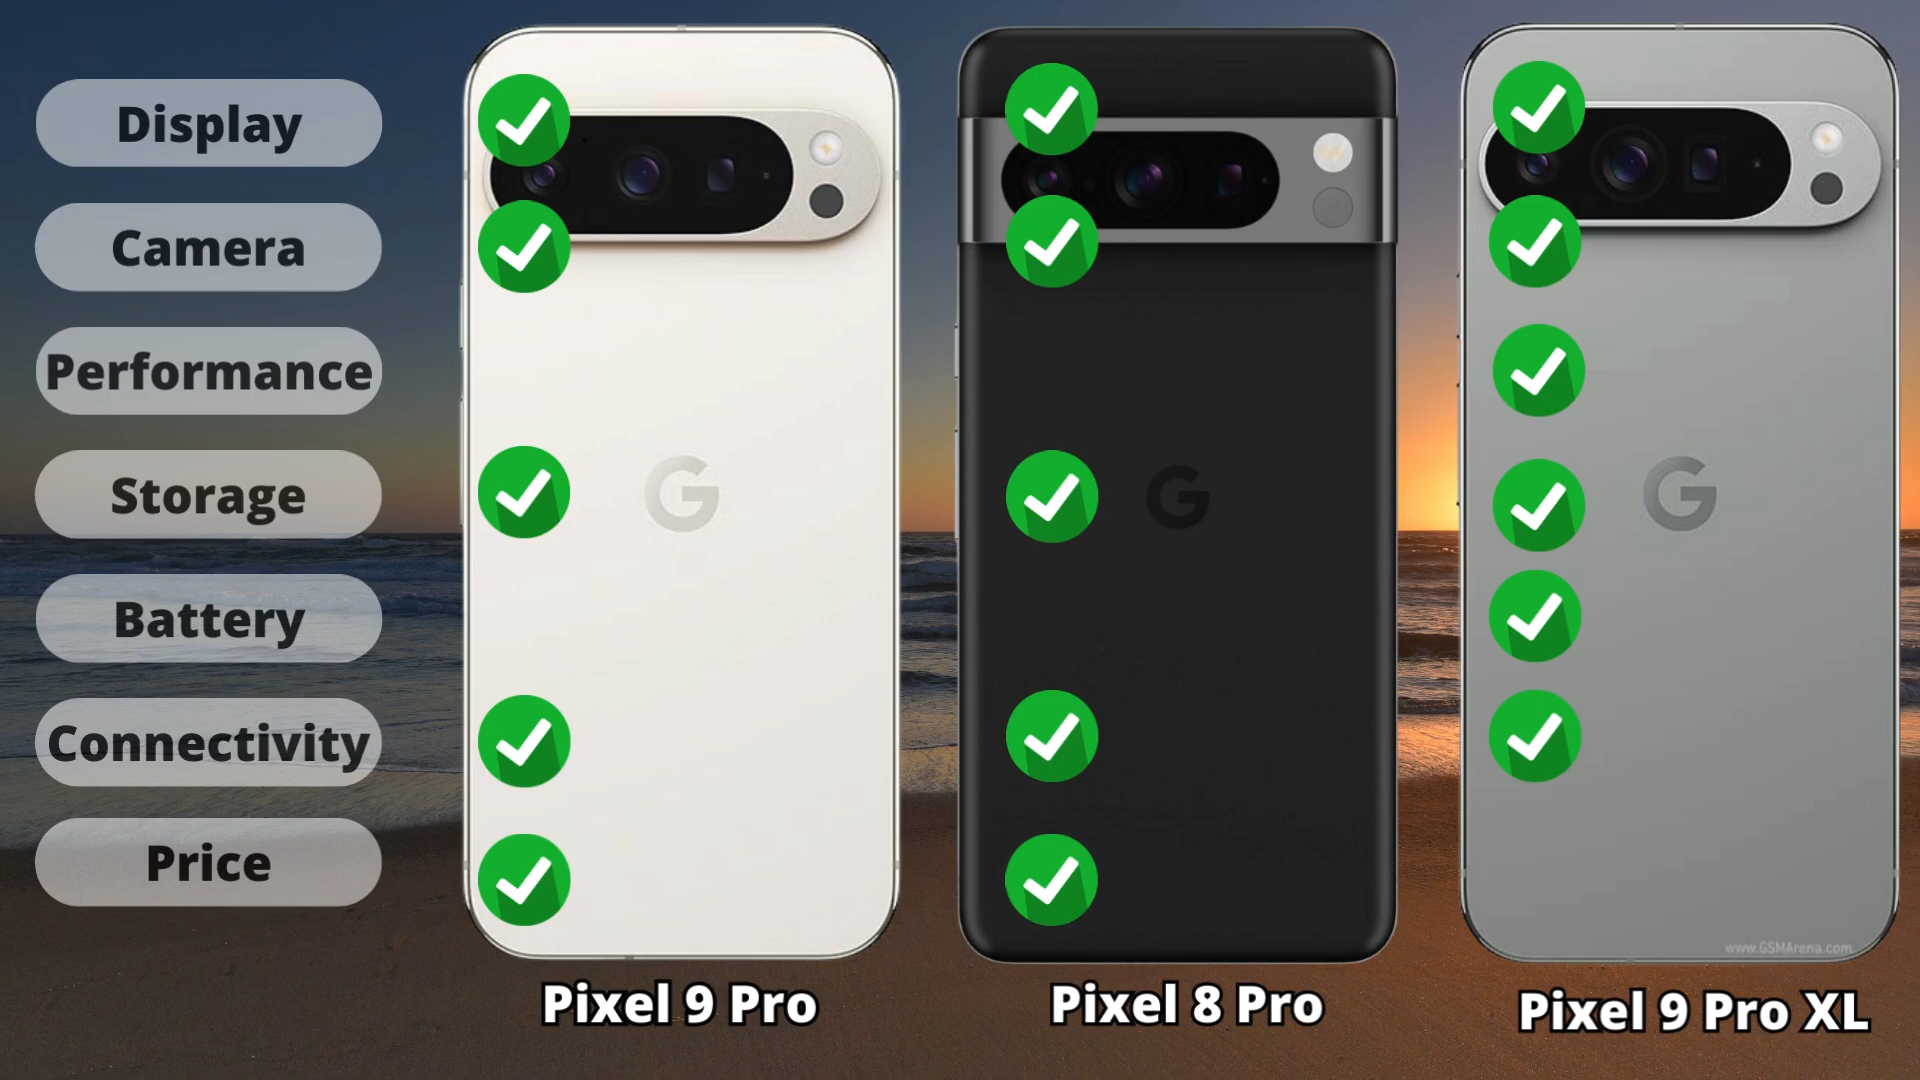 Display
Camera
Performance
Storage
Battery
Connectivity
Price
G
G
G
www.GSMArena.com
Pixel 9 Pro
Pixel 8 Pro
Pixel 9 Pro XL